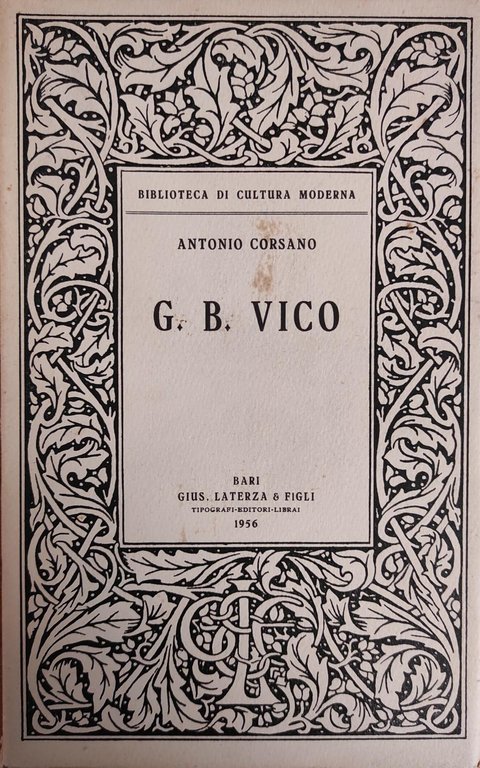 BIBLIOTECA DI CULTURA MODERNA
ANTONIO CORSANO
G. B. VICO
BARI
GIUS. LATERZA & FIGLI
TIPOGRAFI-EDITORI-LIBRAI
1956